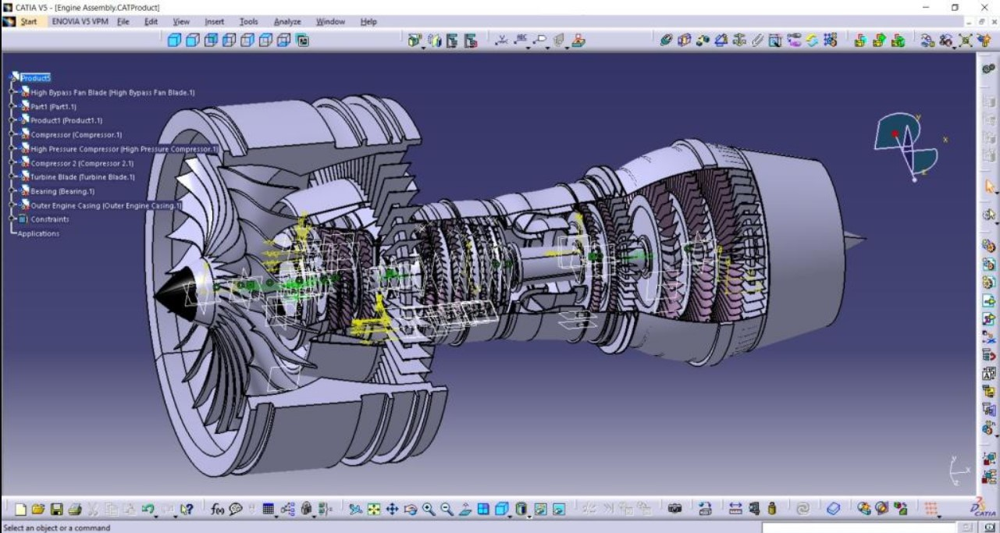 CATIA V5 - [Engine Assembly.CATProduct]
Start ENOVIA V5 VPM File Edit View Insert Tools Analyze Window Help
Product5
High Bypass Fan Blade (High Bypass Fan Blade.1)
Part1 (Part1.1)
Product1 (Product1.1)
Compressor (Compressor.1)
High Pressure Compressor (High Pressure Compressor.1)
Compressor 2 (Compressor 2.1)
Turbine Blade (Turbine Blade.1)
Bearing (Bearing.1)
Outer Engine Casing (Outer Engine Casing.1)
Constraints
Applications
y
x
z
y
x
z
f(x)
CATIA
Select an object or a command